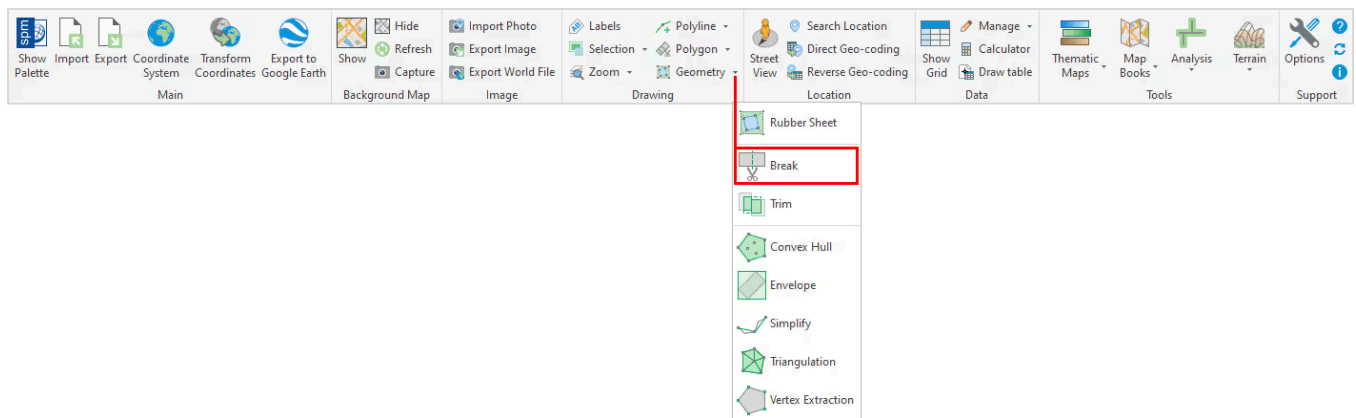 spm
Show Palette
Import
Export
Coordinate System
Transform Coordinates
Export to Google Earth
Main
Show
Hide
Refresh
Capture
Background Map
Import Photo
Export Image
Export World File
Image
Labels
Selection
Zoom
Polyline
Polygon
Geometry
Drawing
Street View
Search Location
Direct Geo-coding
Reverse Geo-coding
Location
Show Grid
Manage
Calculator
Draw table
Data
Thematic Maps
Map Books
Analysis
Terrain
Tools
Options
Support
Rubber Sheet
Break
Trim
Convex Hull
Envelope
Simplify
Triangulation
Vertex Extraction